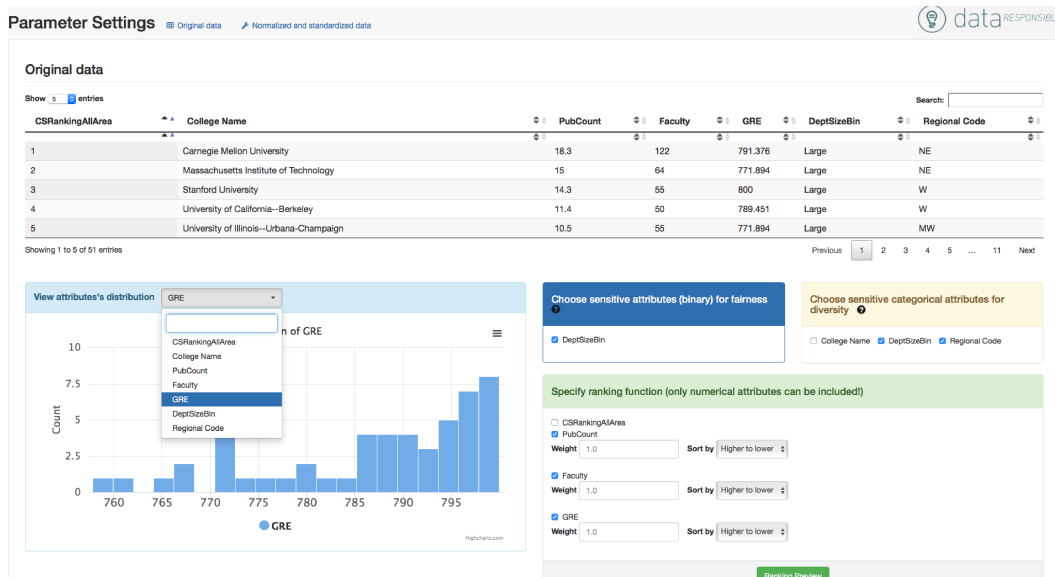 Parameter Settings Original data Normalized and standardized data
data RESPONSIBL
Original data
Show 5 entries
Search:
CSRankingAllArea College Name PubCount Faculty GRE DeptSizeBin Regional Code
1 Carnegie Mellon University 18.3 122 791.376 Large NE
2 Massachusetts Institute of Technology 15 64 771.894 Large NE
3 Stanford University 14.3 55 800 Large W
4 University of California--Berkeley 11.4 50 789.451 Large W
5 University of Illinois--Urbana-Champaign 10.5 55 771.894 Large MW
Showing 1 to 5 of 51 entries
Previous 1 2 3 4 5 ... 11 Next
View attributes's distribution GRE
CSRankingAllArea
College Name
PubCount
Faculty
GRE
DeptSizeBin
Regional Code
n of GRE
10
7.5
5
2.5
0
Count
760 765 770 775 780 785 790 795
GRE
Highcharts.com
Choose sensitive attributes (binary) for fairness
?
DeptSizeBin
Choose sensitive categorical attributes for
diversity ?
College Name DeptSizeBin Regional Code
Specify ranking function (only numerical attributes can be included!)
CSRankingAllArea
PubCount
Weight 1.0 Sort by Higher to lower
Faculty
Weight 1.0 Sort by Higher to lower
GRE
Weight 1.0 Sort by Higher to lower
Ranking Preview